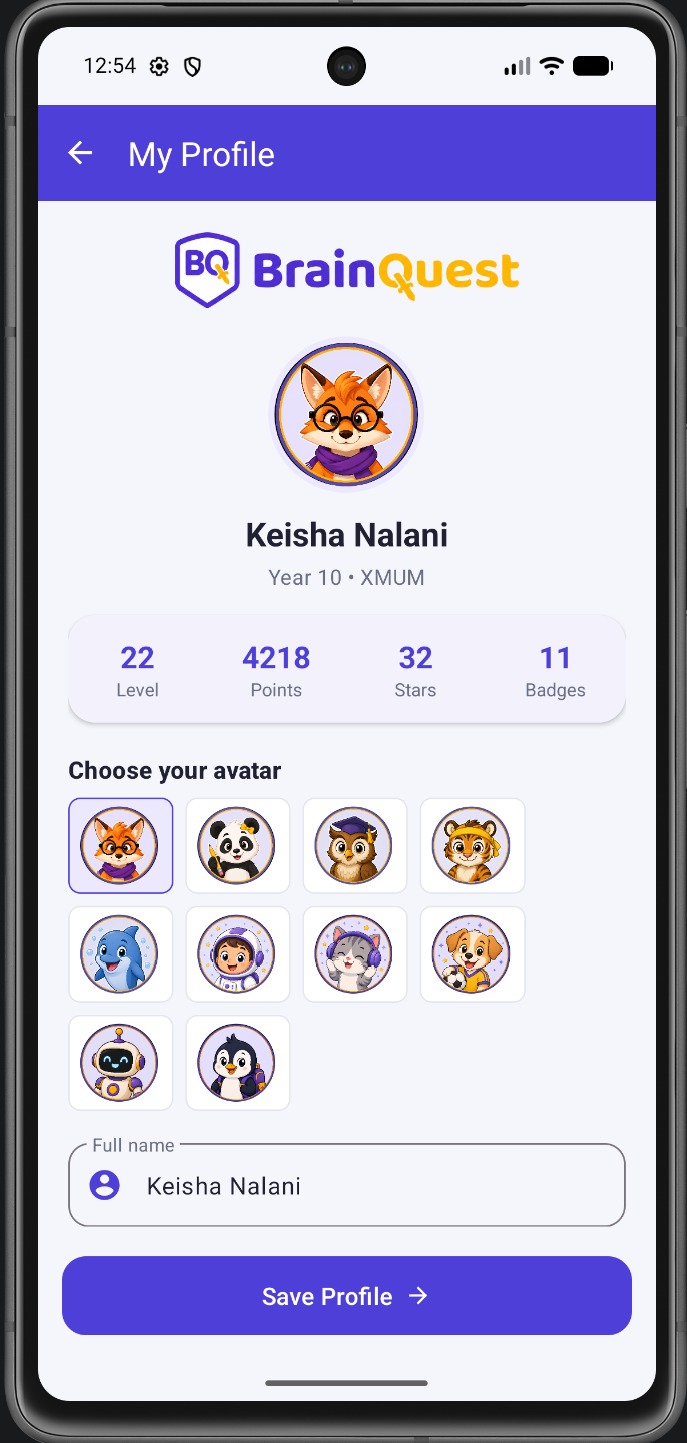 12:54
My Profile
BQ BrainQuest
Keisha Nalani
Year 10 • XMUM
22 4218 32 11
Level Points Stars Badges
Choose your avatar
Full name
Keisha Nalani
Save Profile →